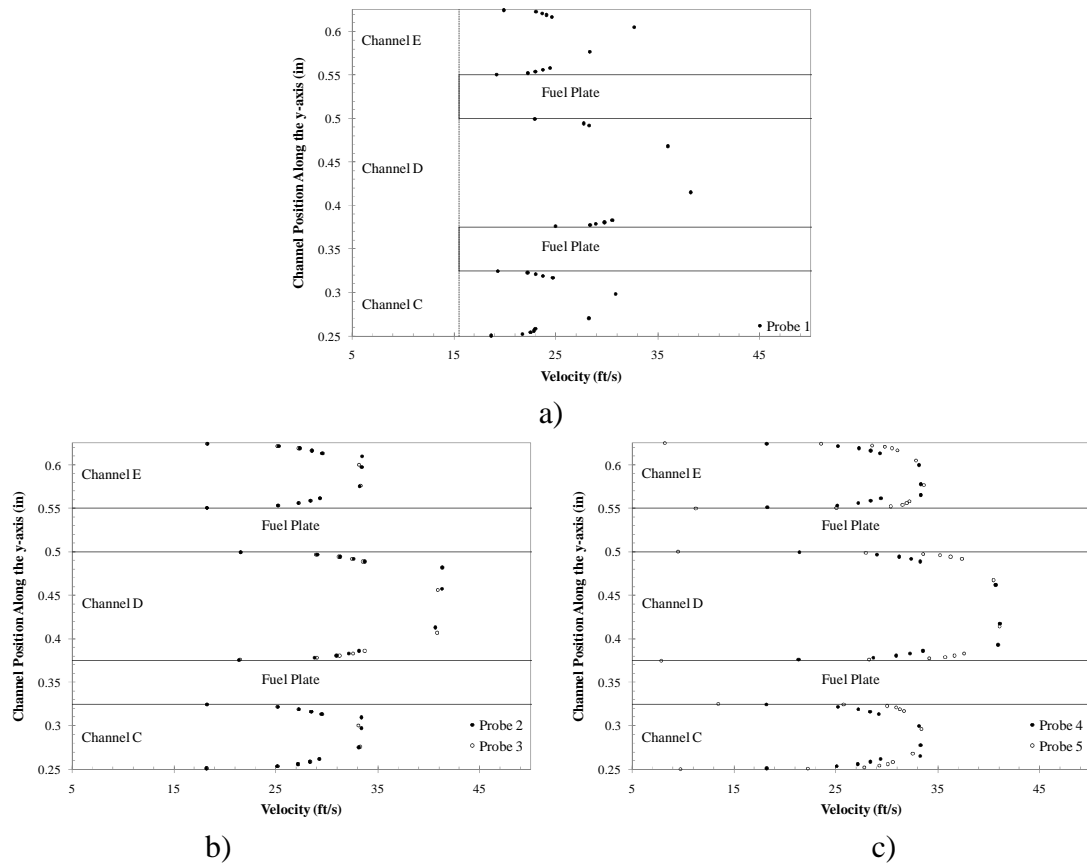 Channel Position Along the y-axis (in)
0.6
0.55
0.5
0.45
0.4
0.35
0.3
0.25
Channel E
Fuel Plate
Channel D
Fuel Plate
Channel C
Probe 1
5 15 25 35 45
Velocity (ft/s)
a)
Channel Position Along the y-axis (in)
0.6
0.55
0.5
0.45
0.4
0.35
0.3
0.25
Channel E
Fuel Plate
Channel D
Fuel Plate
Channel C
Probe 2
Probe 3
5 15 25 35 45
Velocity (ft/s)
b)
Channel Position Along the y-axis (in)
0.6
0.55
0.5
0.45
0.4
0.35
0.3
0.25
Channel E
Fuel Plate
Channel D
Fuel Plate
Channel C
Probe 4
Probe 5
5 15 25 35 45
Velocity (ft/s)
c)